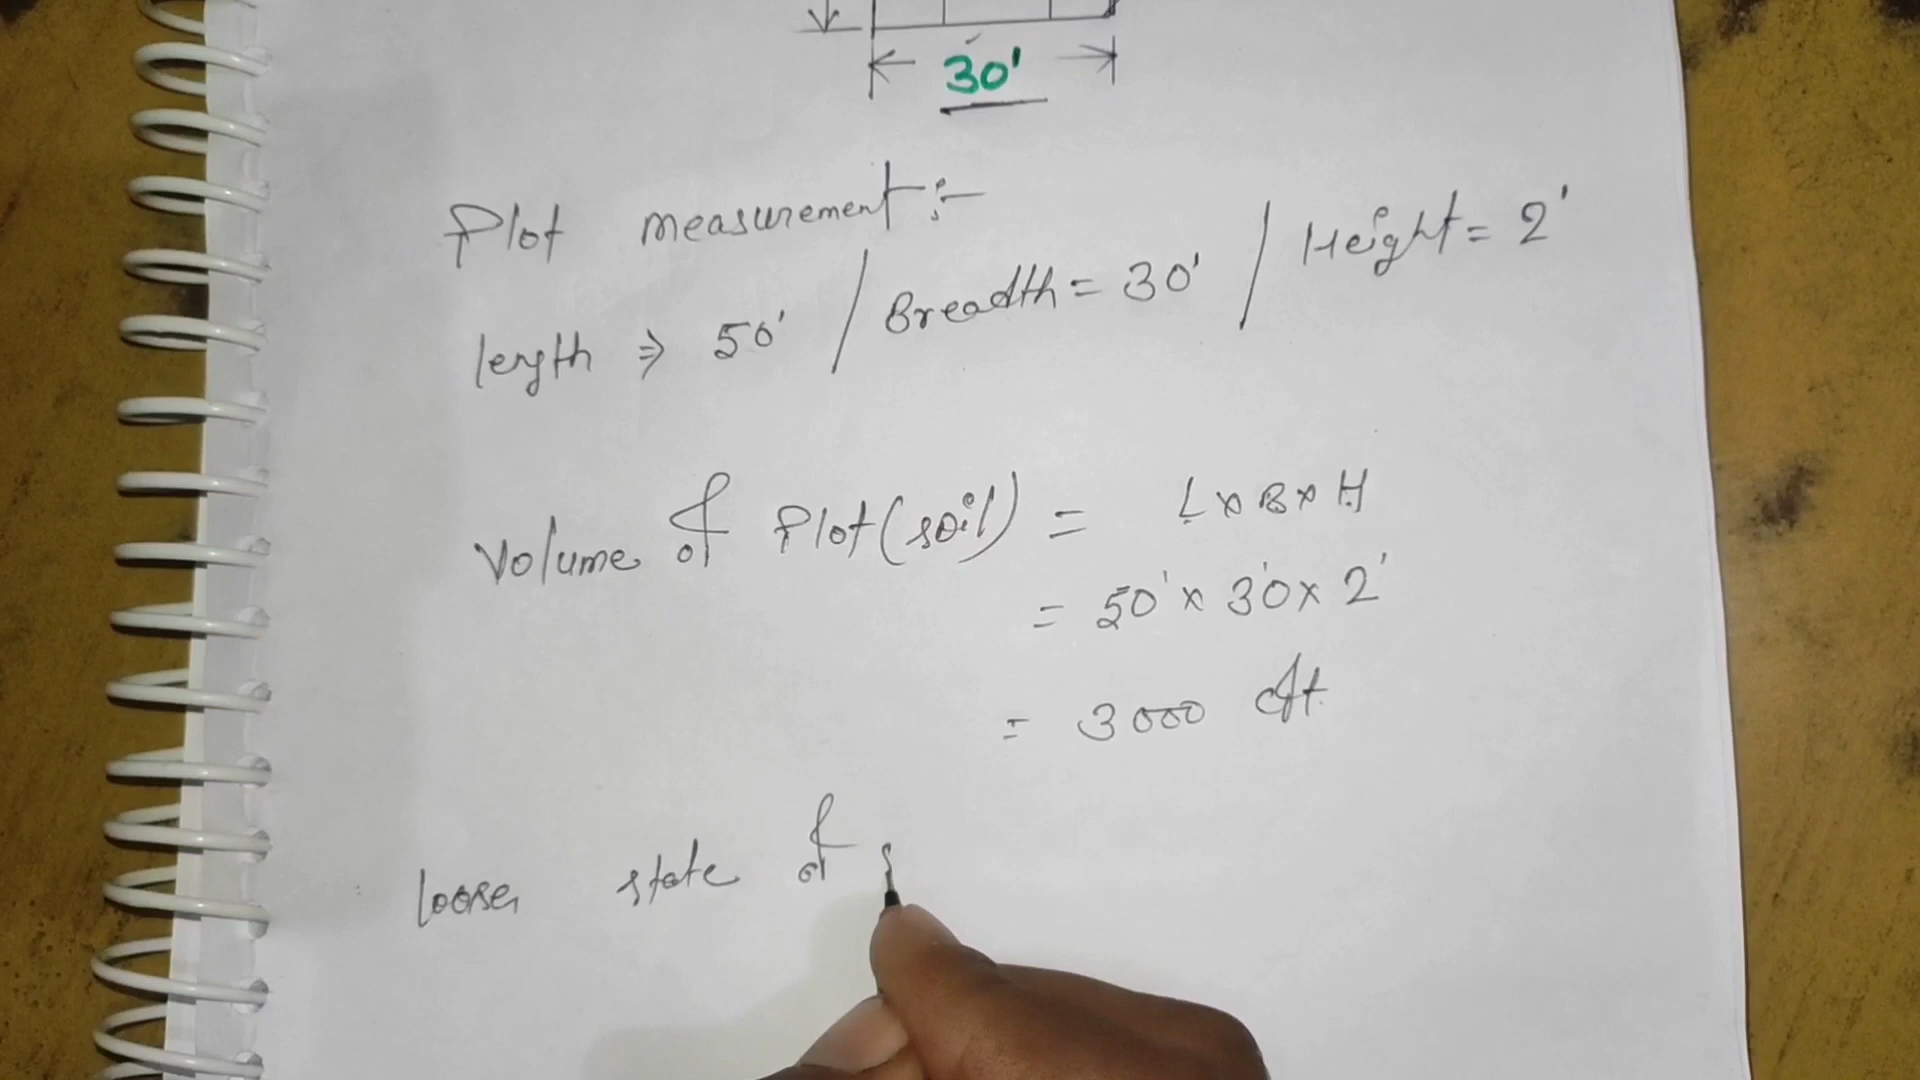 30'
Plot measurement :-
length ⇒ 50' / Breadth = 30' / Height = 2'
Volume of Plot (soil) = L x B x H
= 50' x 30' x 2'
= 3000 cft.
loose state of s